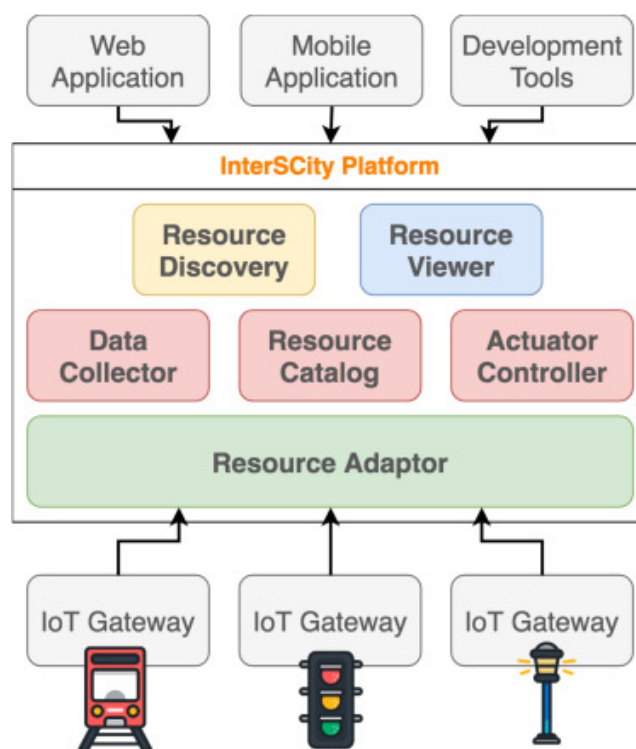 Web
Application
Mobile
Application
Development
Tools
InterSCity Platform
Resource
Discovery
Resource
Viewer
Data
Collector
Resource
Catalog
Actuator
Controller
Resource Adaptor
IoT Gateway
IoT Gateway
IoT Gateway